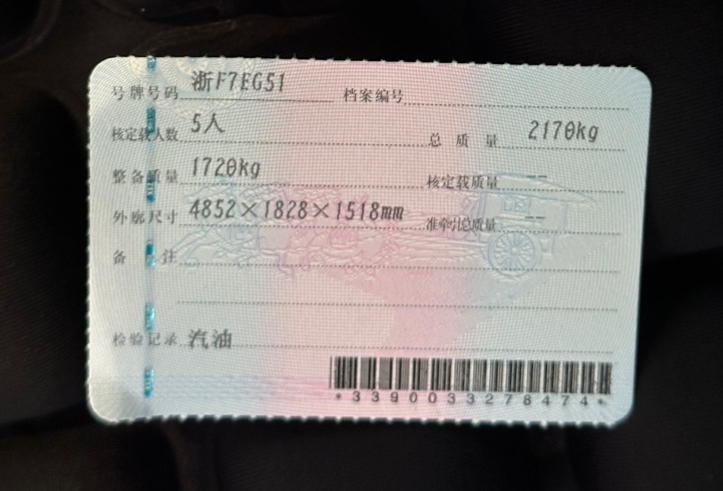 号牌号码 浙F7EG51 档案编号
核定载人数 5人 总质量 2170kg
整备质量 1720kg 核定载质量 --
外廓尺寸 4852×1828×1518mm 准牵引总质量 --
备注
检验记录 汽油
*3390033278474*